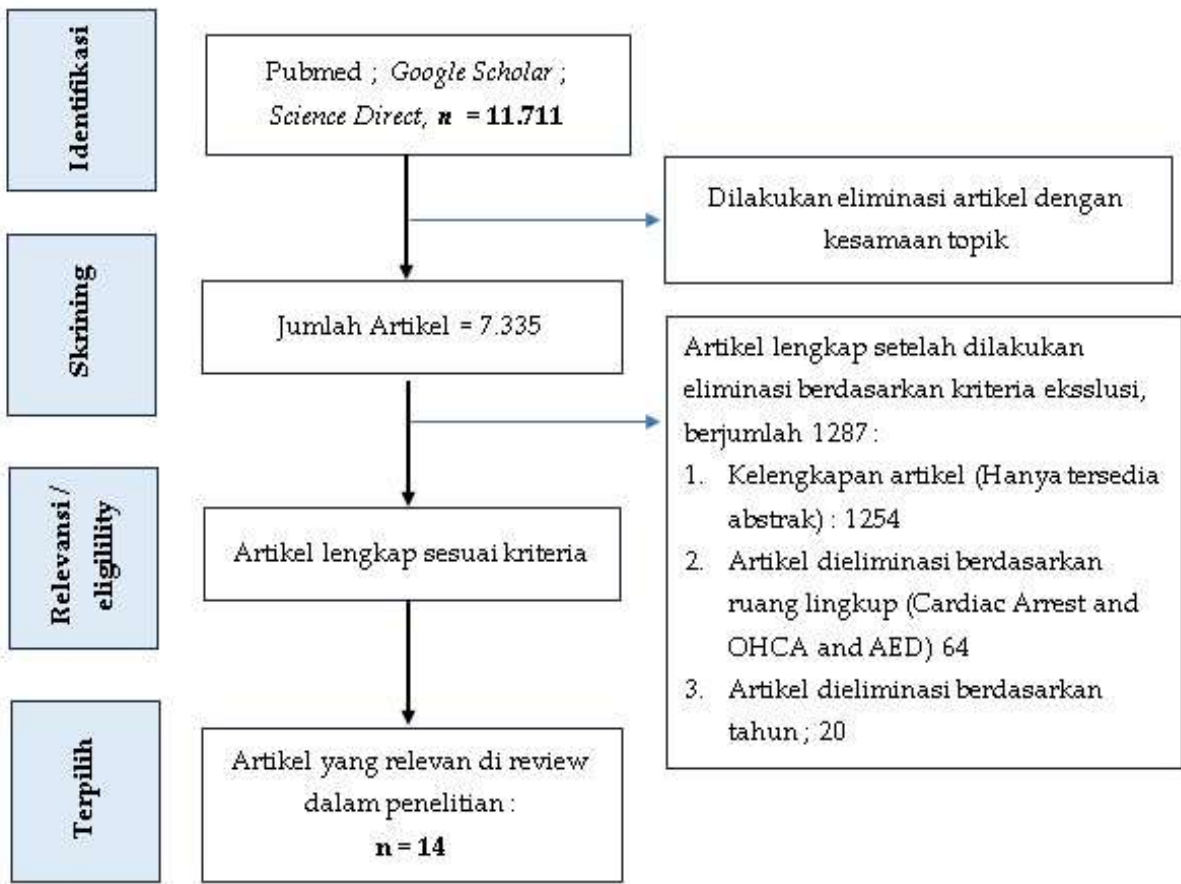 Identifikasi
Pubmed ; Google Scholar ;
Science Direct, n = 11.711
Dilakukan eliminasi artikel dengan
kesamaan topik
Skrining
Jumlah Artikel = 7.335
Artikel lengkap setelah dilakukan
eliminasi berdasarkan kriteria eksslusi,
berjumlah 1287 :
1. Kelengkapan artikel (Hanya tersedia
abstrak) : 1254
2. Artikel dieliminasi berdasarkan
ruang lingkup (Cardiac Arrest and
OHCA and AED) 64
3. Artikel dieliminasi berdasarkan
tahun ; 20
Relevansi /
eligilility
Artikel lengkap sesuai kriteria
Terpilih
Artikel yang relevan di review
dalam penelitian :
n = 14